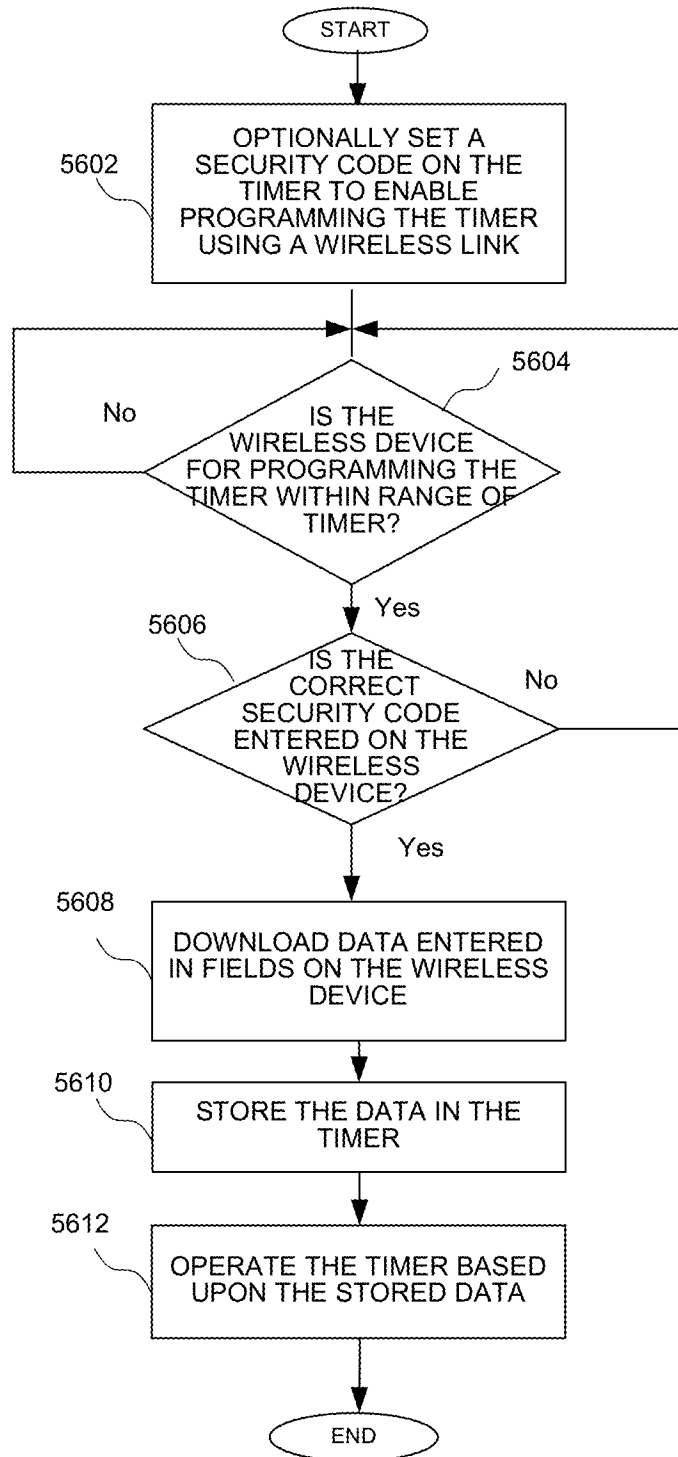 START
5602
OPTIONALLY SET A
SECURITY CODE ON THE
TIMER TO ENABLE
PROGRAMMING THE TIMER
USING A WIRELESS LINK
5604
No
IS THE
WIRELESS DEVICE
FOR PROGRAMMING THE
TIMER WITHIN RANGE OF
TIMER?
Yes
5606
IS THE
CORRECT
SECURITY CODE
ENTERED ON THE
WIRELESS
DEVICE?
No
Yes
5608
DOWNLOAD DATA ENTERED
IN FIELDS ON THE WIRELESS
DEVICE
5610
STORE THE DATA IN THE
TIMER
5612
OPERATE THE TIMER BASED
UPON THE STORED DATA
END